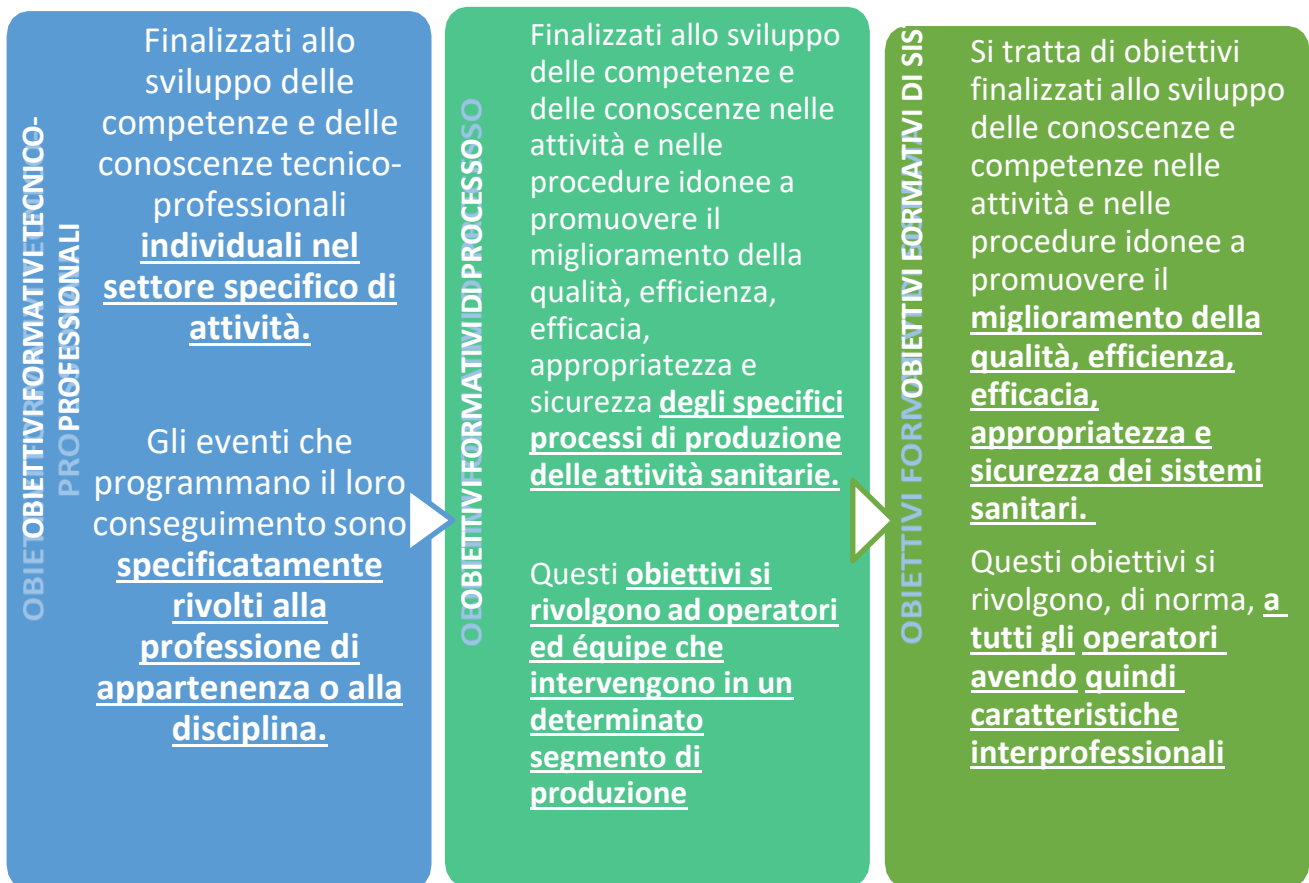 OBIETTIVI FORMATIVI TECNICO-
PROFESSIONALI
Finalizzati allo
sviluppo delle
competenze e delle
conoscenze tecnico-
professionali
individuali nel
settore specifico di
attività.
Gli eventi che
programmano il loro
conseguimento sono
specificatamente
rivolti alla
professione di
appartenenza o alla
disciplina.
OBIETTIVI FORMATIVI DI PROCESSO
Finalizzati allo sviluppo
delle competenze e
delle conoscenze nelle
attività e nelle
procedure idonee a
promuovere il
miglioramento della
qualità, efficienza,
efficacia,
appropriatezza e
sicurezza degli specifici
processi di produzione
delle attività sanitarie.
Questi obiettivi si
rivolgono ad operatori
ed équipe che
intervengono in un
determinato
segmento di
produzione
OBIETTIVI FORMATIVI DI SIS
Si tratta di obiettivi
finalizzati allo sviluppo
delle conoscenze e
competenze nelle
attività e nelle
procedure idonee a
promuovere il
miglioramento della
qualità, efficienza,
efficacia,
appropriatezza e
sicurezza dei sistemi
sanitari.
Questi obiettivi si
rivolgono, di norma, a
tutti gli operatori
avendo quindi
caratteristiche
interprofessionali